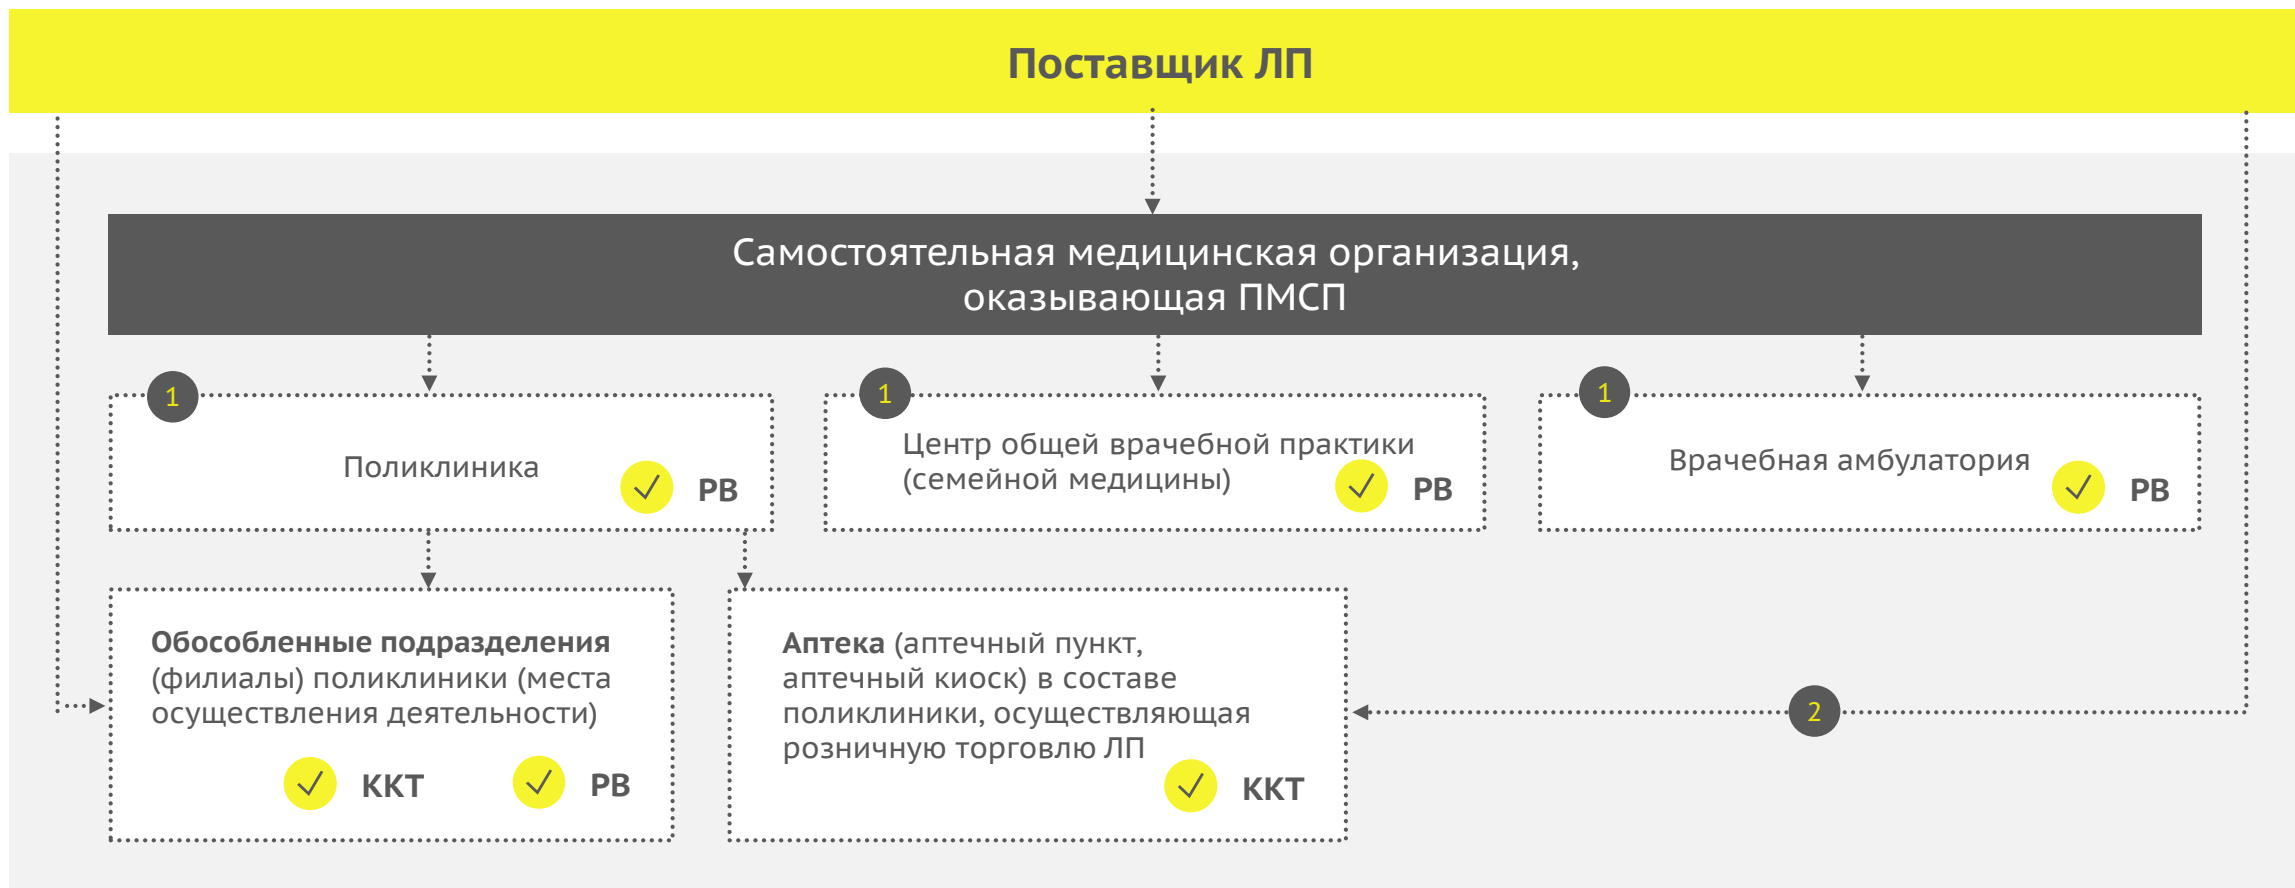 Поставщик ЛП
Самостоятельная медицинская организация,
оказывающая ПМСП
1
Поликлиника
РВ
1
Центр общей врачебной практики
(семейной медицины)
РВ
1
Врачебная амбулатория
РВ
Обособленные подразделения
(филиалы) поликлиники (места
осуществления деятельности)
ККТ
РВ
Аптека (аптечный пункт,
аптечный киоск) в составе
поликлиники, осуществляющая
розничную торговлю ЛП
ККТ
2